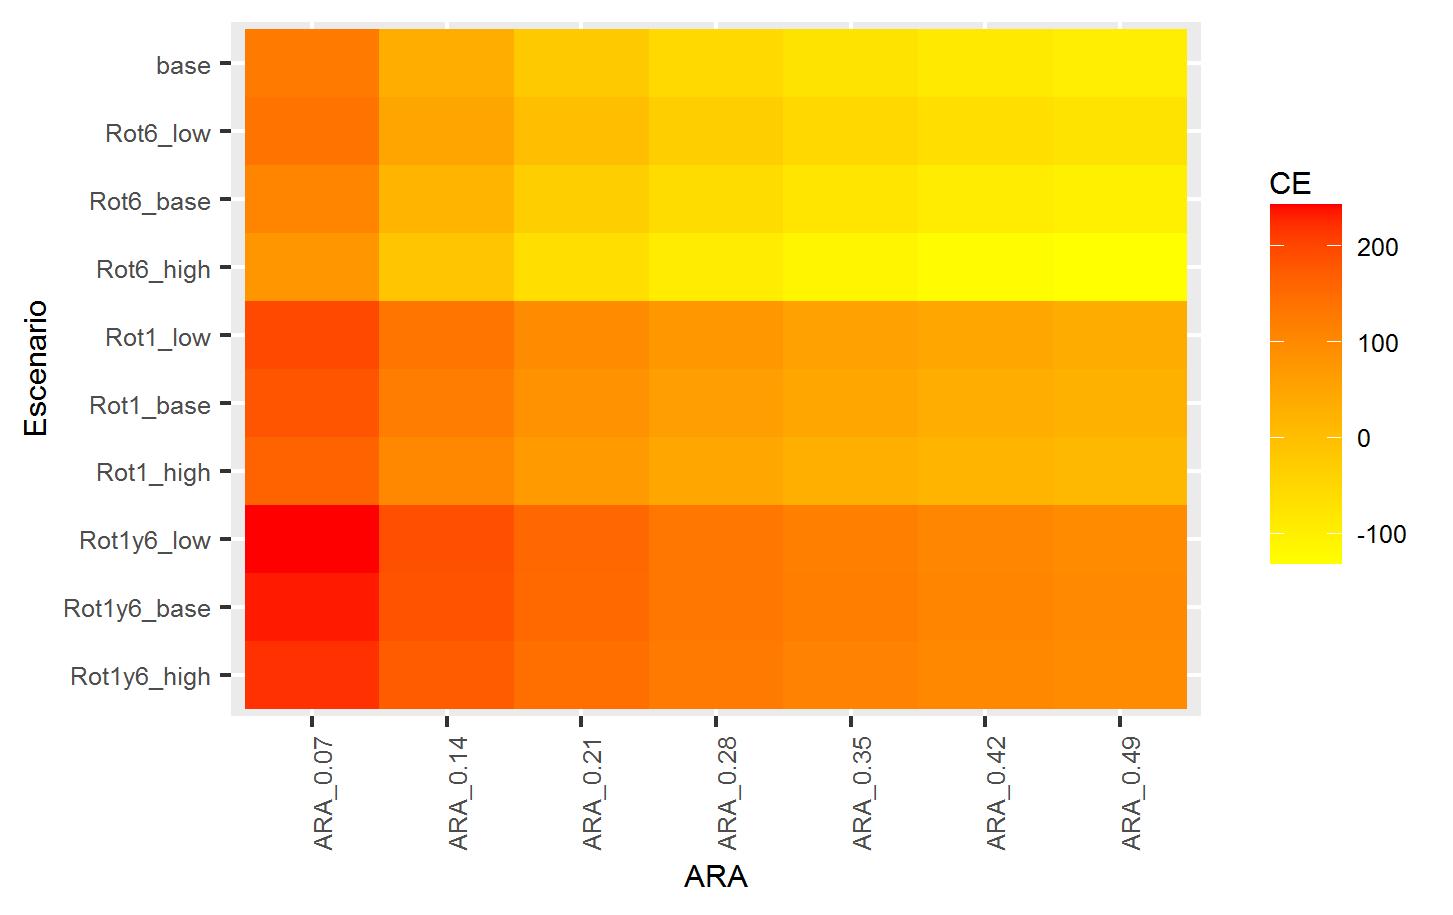 base
Rot6_low
Rot6_base
Rot6_high
Rot1_low
Rot1_base
Rot1_high
Rot1y6_low
Rot1y6_base
Rot1y6_high
Escenario
ARA_0.07
ARA_0.14
ARA_0.21
ARA_0.28
ARA_0.35
ARA_0.42
ARA_0.49
ARA
CE
200
100
0
-100